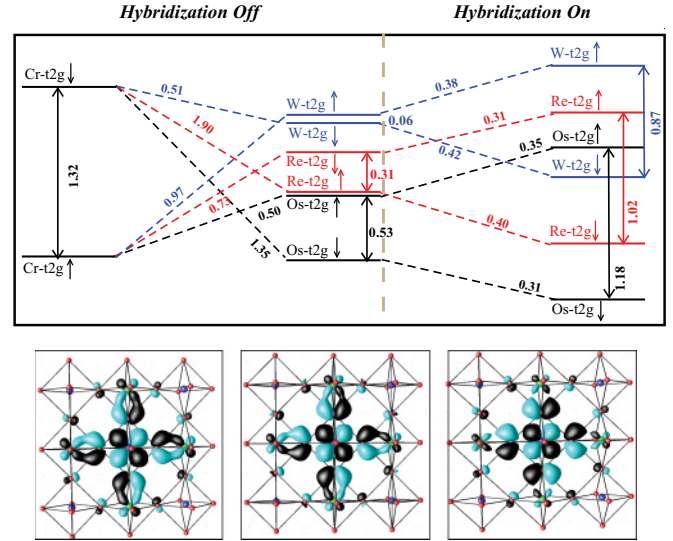 Hybridization Off
Hybridization On
W-t2g ↑
Cr-t2g ↓
0.38
0.51
W-t2g ↑
Re-t2g ↑
0.87
0.06
0.31
Os-t2g ↑
1.90
W-t2g ↓
0.35
0.42
W-t2g ↓
1.32
Re-t2g ↓
0.31
Re-t2g ↑
0.97
0.73
0.50
Os-t2g ↑
0.40
1.02
0.53
Re-t2g ↓
Os-t2g ↓
1.35
Cr-t2g ↑
1.18
0.31
Os-t2g ↓